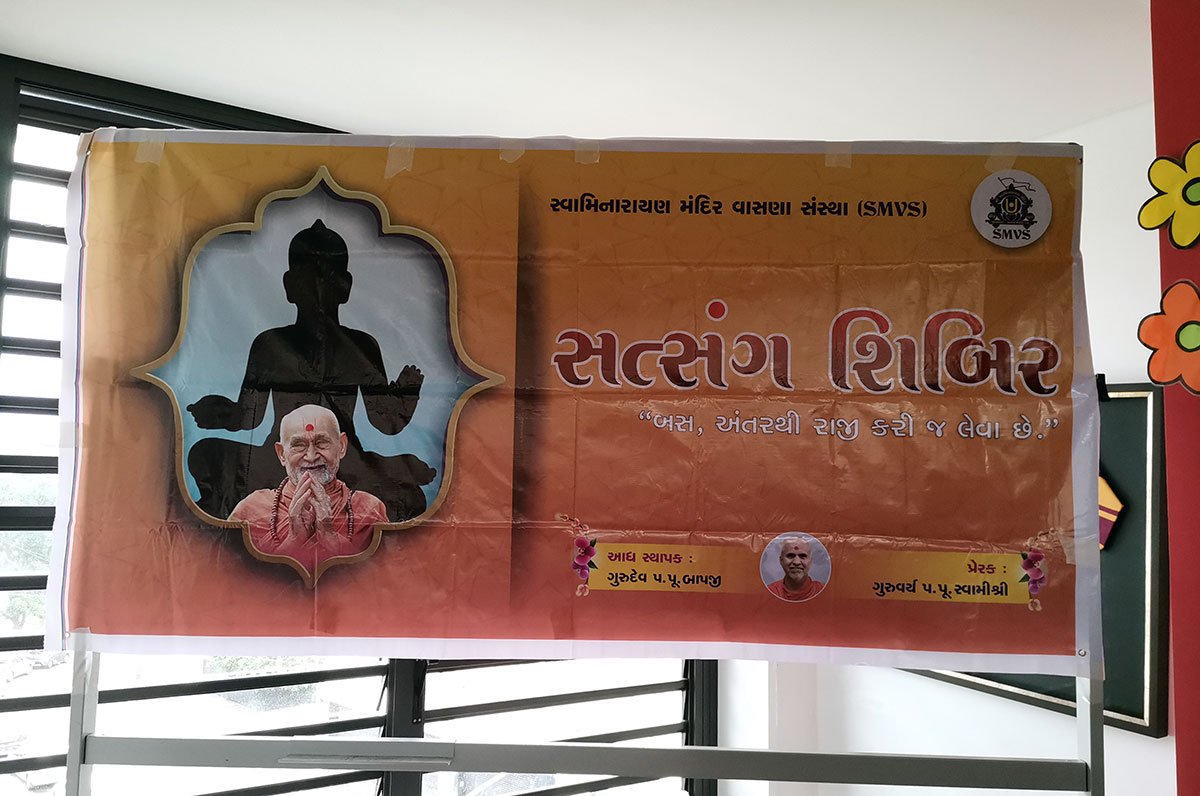 સ્વામિનારાયણ મંદિર વાસણા સંસ્થા (SMVS)
SMVS
સત્સંગ શિબિર
“બસ, અંતરથી રાજી કરી જ લેવા છે.”
આદ્ય સ્થાપક :
ગુરુદેવ પ.પૂ.બાપજી
પ્રેરક :
ગુરુવર્ય પ.પૂ.સ્વામીશ્રી